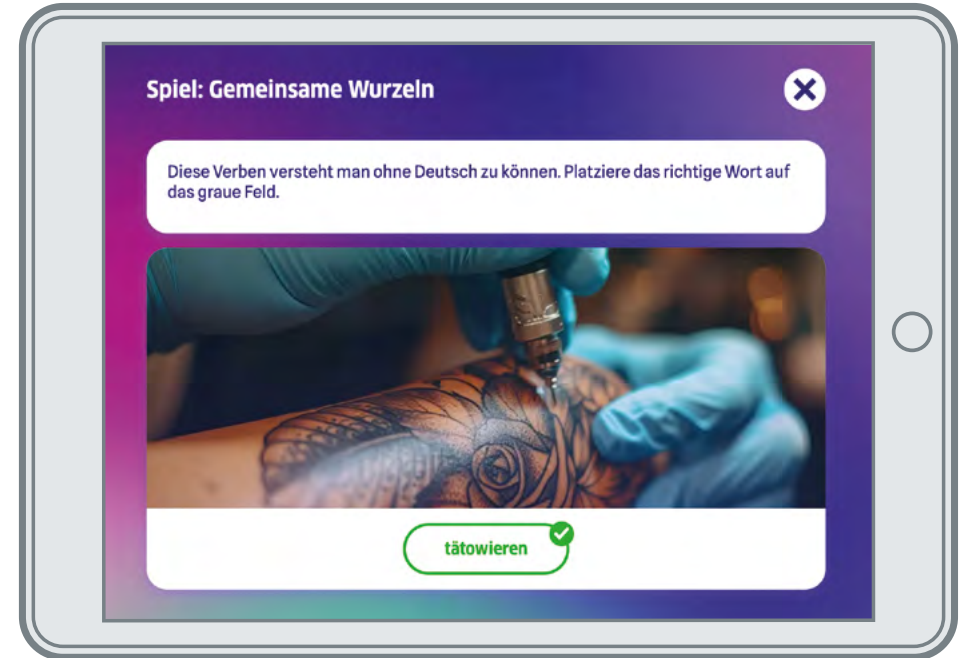 Spiel: Gemeinsame Wurzeln
Diese Verben versteht man ohne Deutsch zu können. Platziere das richtige Wort auf
das graue Feld.
tätowieren